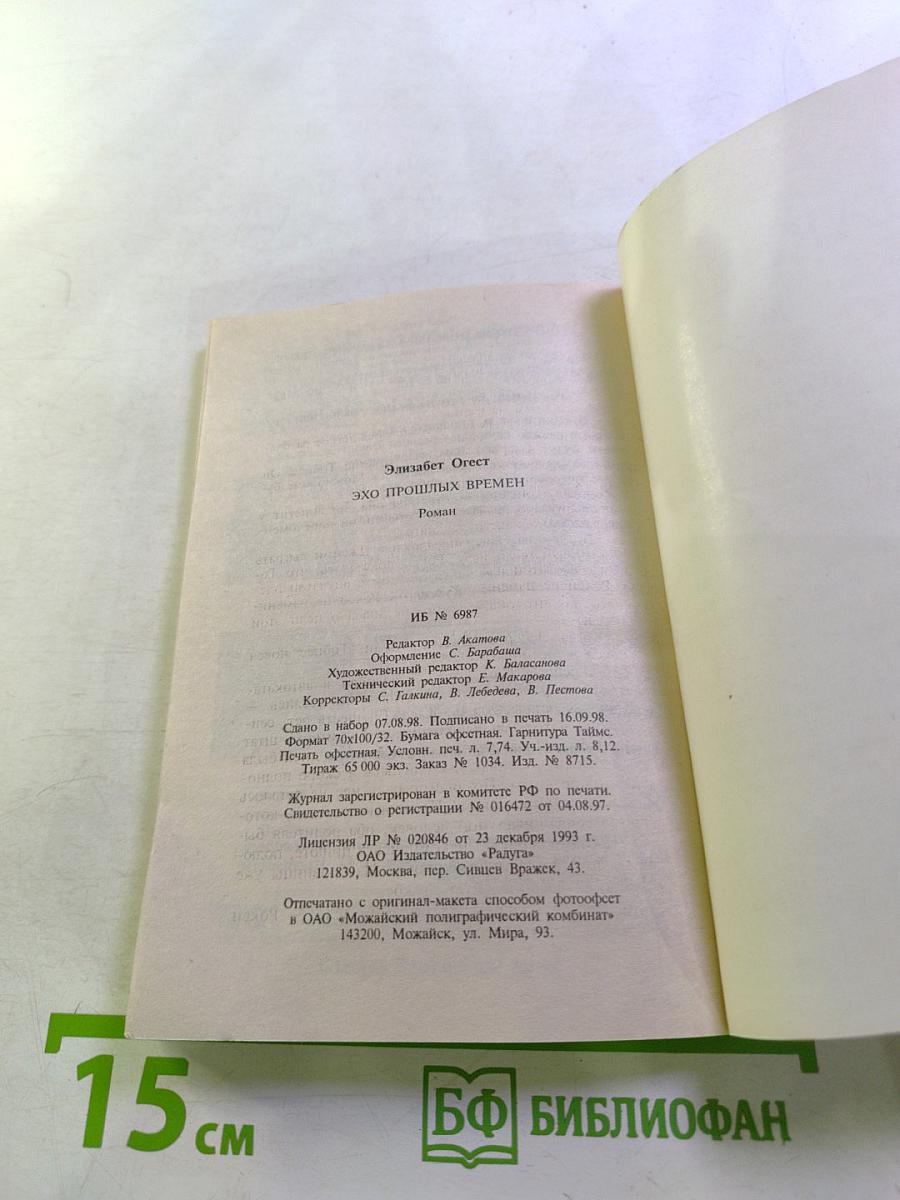 Элизабет Огест
ЭХО ПРОШЛЫХ ВРЕМЕН
Роман
ИБ № 6987
Редактор В. Акатова
Оформление С. Барабаша
Художественный редактор К. Баласанова
Технический редактор Е. Макарова
Корректоры С. Галкина, В. Лебедева, В. Пестова
Сдано в набор 07.08.98. Подписано в печать 16.09.98.
Формат 70х100/32. Бумага офсетная. Гарнитура Таймс.
Печать офсетная. Условн. печ. л. 7,74. Уч.-изд. л. 8,12.
Тираж 65 000 экз. Заказ № 1034. Изд. № 8715.
Журнал зарегистрирован в комитете РФ по печати.
Свидетельство о регистрации № 016472 от 04.08.97.
Лицензия ЛР № 020846 от 23 декабря 1993 г.
ОАО Издательство «Радуга»
121839, Москва, пер. Сивцев Вражек, 43.
Отпечатано с оригинал-макета способом фотоофсет
в ОАО «Можайский полиграфический комбинат»
143200, Можайск, ул. Мира, 93.
15 см
БФ БИБЛИОФАН